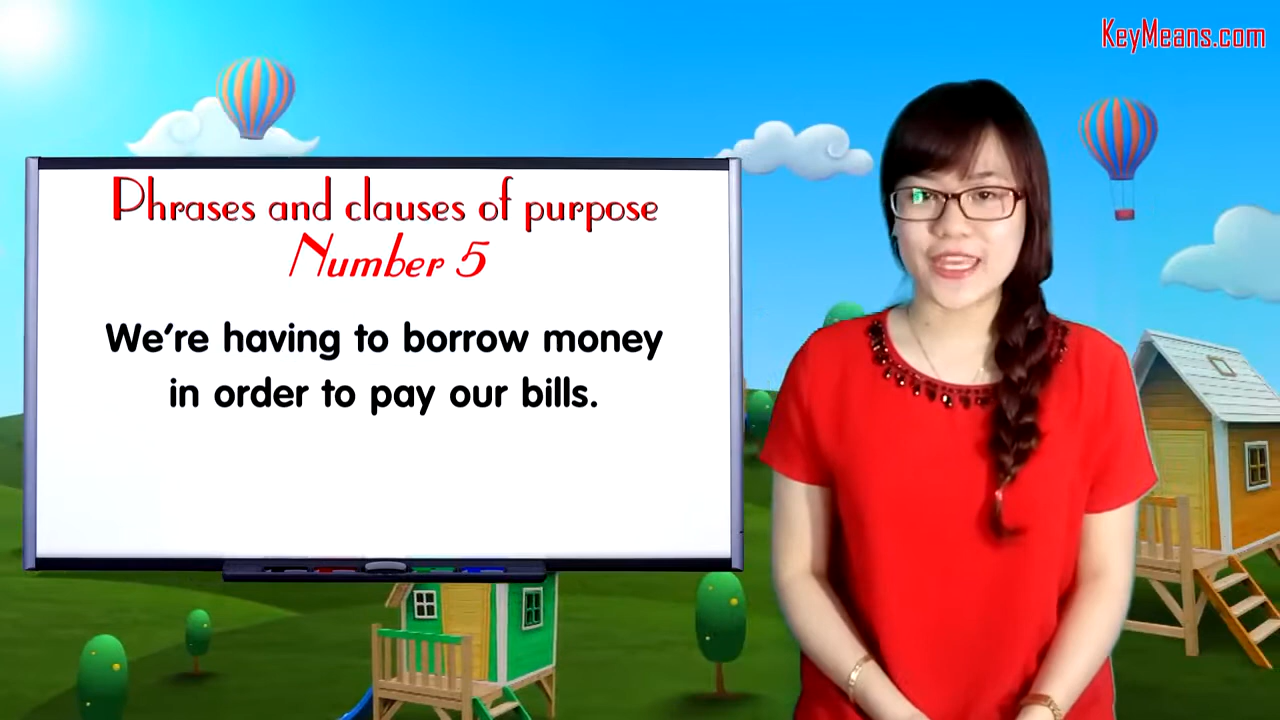 KeyMeans.com
Phrases and clauses of purpose
Number 5
We're having to borrow money
in order to pay our bills.